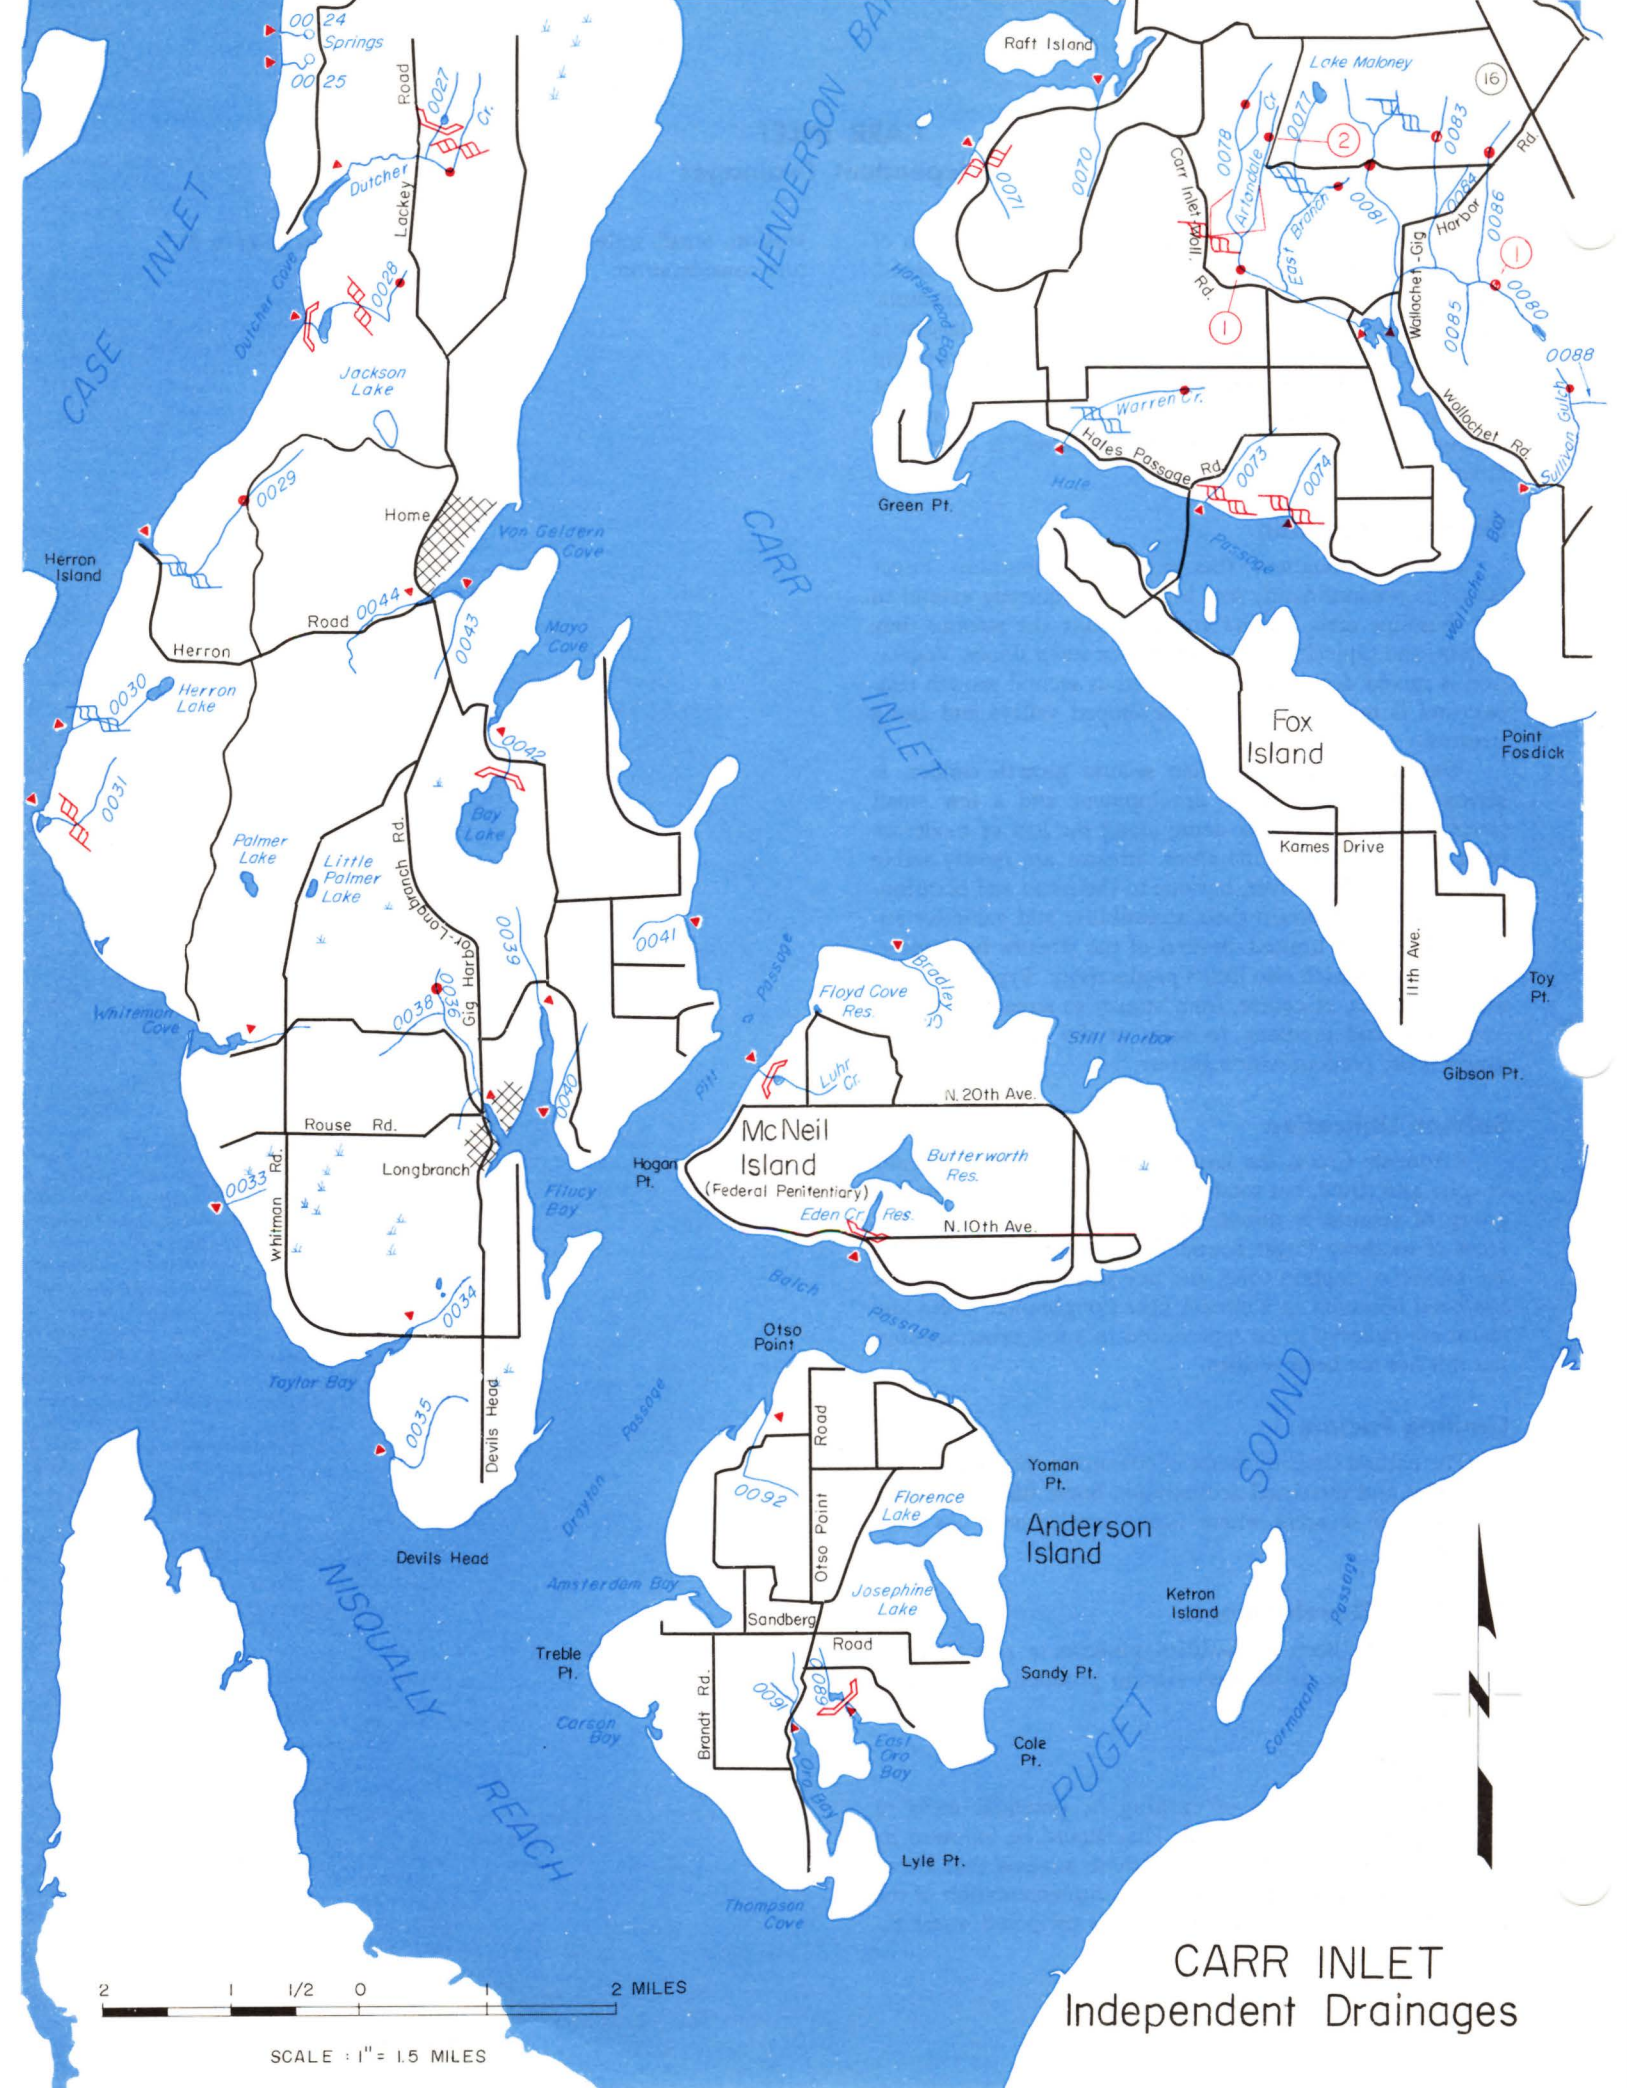 00 24
Springs
00 25
Road
0027
Cr.
Dutcher
Lackey
CASE INLET
Dutcher Cove
0028
Jackson
Lake
0029
Home
Von Geldern
Cove
Herron
Island
0044
Road
Herron
0043
Mayo
Cove
0030
Herron
Lake
0031
0042
Bay
Lake
Palmer
Lake
Little
Palmer
Lake
Gig Harbor-Longbranch Rd.
0039
0041
0038
0036
Whiteman
Cove
0040
Rouse Rd.
Longbranch
Whitman Rd.
0033
Filucy
Bay
0034
Taylor Bay
0035
Devils Head
Devils Head
HENDERSON BAY
Raft Island
Lake Maloney
16
0083
0077
Cr.
0078
2
Rd.
0070
0071
Carr Inlet-Woll. Rd.
Artondale
East Branch
0081
0084
Harbor
0086
Wallachet-Gig
1
0080
0085
1
0088
Horsehead Bay
Warren Cr.
Wollochet Rd.
Sullivan Gulch
Hales Passage Rd.
0073
0074
Green Pt.
Hale
Passage
Wollochet Bay
CARR
INLET
Fox
Island
Point
Fosdick
Kames Drive
11th Ave.
Toy
Pt.
Gibson Pt.
Pitt Passage
Bradley Cr.
Floyd Cove
Res.
Still Harbor
Luhr
Cr.
N. 20th Ave.
McNeil
Island
(Federal Penitentiary)
Hogan
Pt.
Butterworth
Res.
Eden Cr. Res.
N. 10th Ave.
Balch
Passage
Otso
Point
Drayton Passage
Road
0092
Otso Point
Florence
Lake
Yoman
Pt.
Anderson
Island
Josephine
Lake
Amsterdam Bay
Sandberg
Road
Treble
Pt.
Brandt Rd.
0091
0089
Sandy Pt.
Carson
Bay
East
Oro
Bay
Oro Bay
Cole
Pt.
Lyle Pt.
Thompson
Cove
Ketron
Island
Cormorant Passage
PUGET SOUND
NISQUALLY
REACH
N
2 1 1/2 0 1 2 MILES
SCALE : 1" = 1.5 MILES
CARR INLET
Independent Drainages